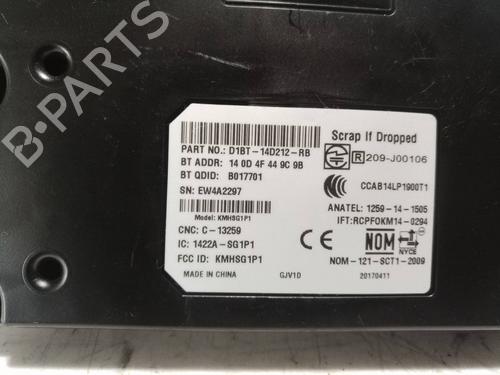 B-PARTS
Scrap If Dropped
PART NO.: D1BT-14D212-RB
BT ADDR: 14 0D 4F 44 9C 9B
R 209-J00106
BT QDID: B017701
CCAB14LP1900T1
SN: EW4A2297
Model: KMHSG1P1
ANATEL: 1259-14-1505
IFT:RCPFOKM14-0294
CNC: C-13259
IC: 1422A-SG1P1
CE
NOM
NYCE
FCC ID: KMHSG1P1
NOM-121-SCT1-2009
MADE IN CHINA
GJV1D
20170411